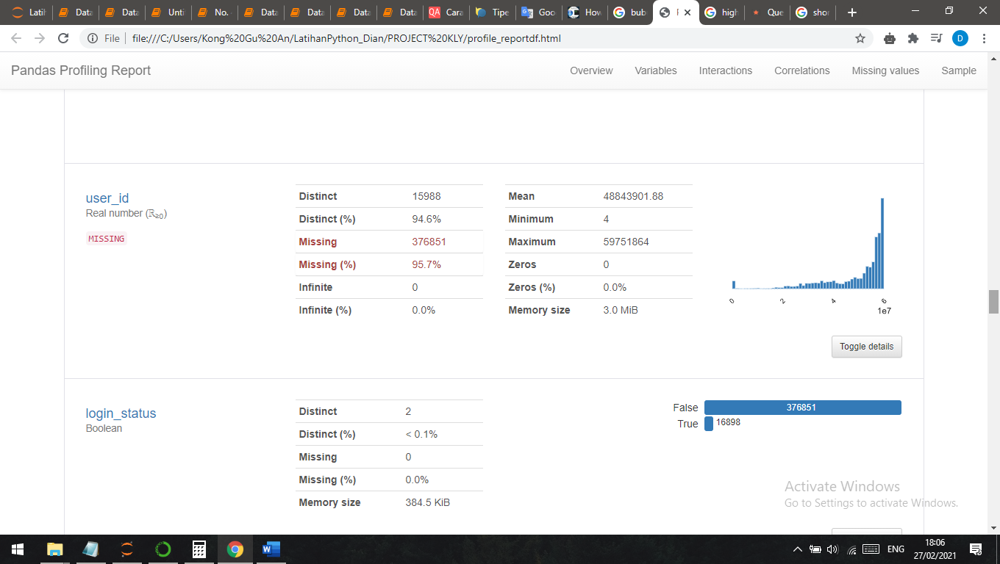 Latih
Data
Data
Unti
No.
Data
Data
Data
Data
QA Cara
Tipe
Goo
How
bub
high
Que
shor
File file:///C:/Users/Kong%20Gu%20An/LatihanPython_Dian/PROJECT%20KLY/profile_reportdf.html
D
Pandas Profiling Report
Overview Variables Interactions Correlations Missing values Sample
user_id
Real number (ℝ≥0)
MISSING
Distinct 15988
Distinct (%) 94.6%
Missing 376851
Missing (%) 95.7%
Infinite 0
Infinite (%) 0.0%
Mean 48843901.88
Minimum 4
Maximum 59751864
Zeros 0
Zeros (%) 0.0%
Memory size 3.0 MiB
0 2 4 6
1e7
Toggle details
login_status
Boolean
Distinct 2
Distinct (%) < 0.1%
Missing 0
Missing (%) 0.0%
Memory size 384.5 KiB
False 376851
True 16898
Activate Windows
Go to Settings to activate Windows.
ENG
18:06
27/02/2021